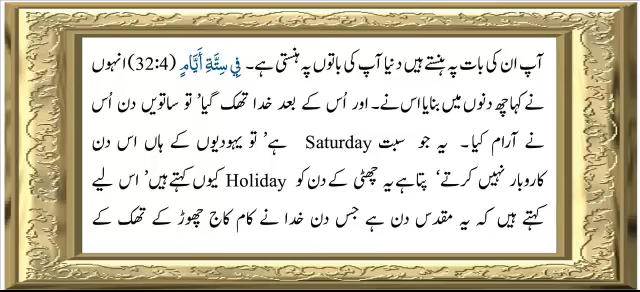 آپ ان کی بات پہ ہنستے ہیں دنیا آپ کی باتوں پہ ہنستی ہے۔ فِي سِتَّةِ أَيَّامٍ (32:4) انہوں
نے کہا چھ دنوں میں بنایا اس نے۔ اور اُس کے بعد خدا تھک گیا’ تو ساتویں دن اُس
نے آرام کیا۔ یہ جو سبت Saturday ہے’ تو یہودیوں کے ہاں اس دن
کاروبار نہیں کرتے‘ پتا ہے یہ چھٹی کے دن کو Holiday کیوں کہتے ہیں’ اس لیے
کہتے ہیں کہ یہ مقدس دن ہے جس دن خدا نے کام کاج چھوڑ کے تھک کے